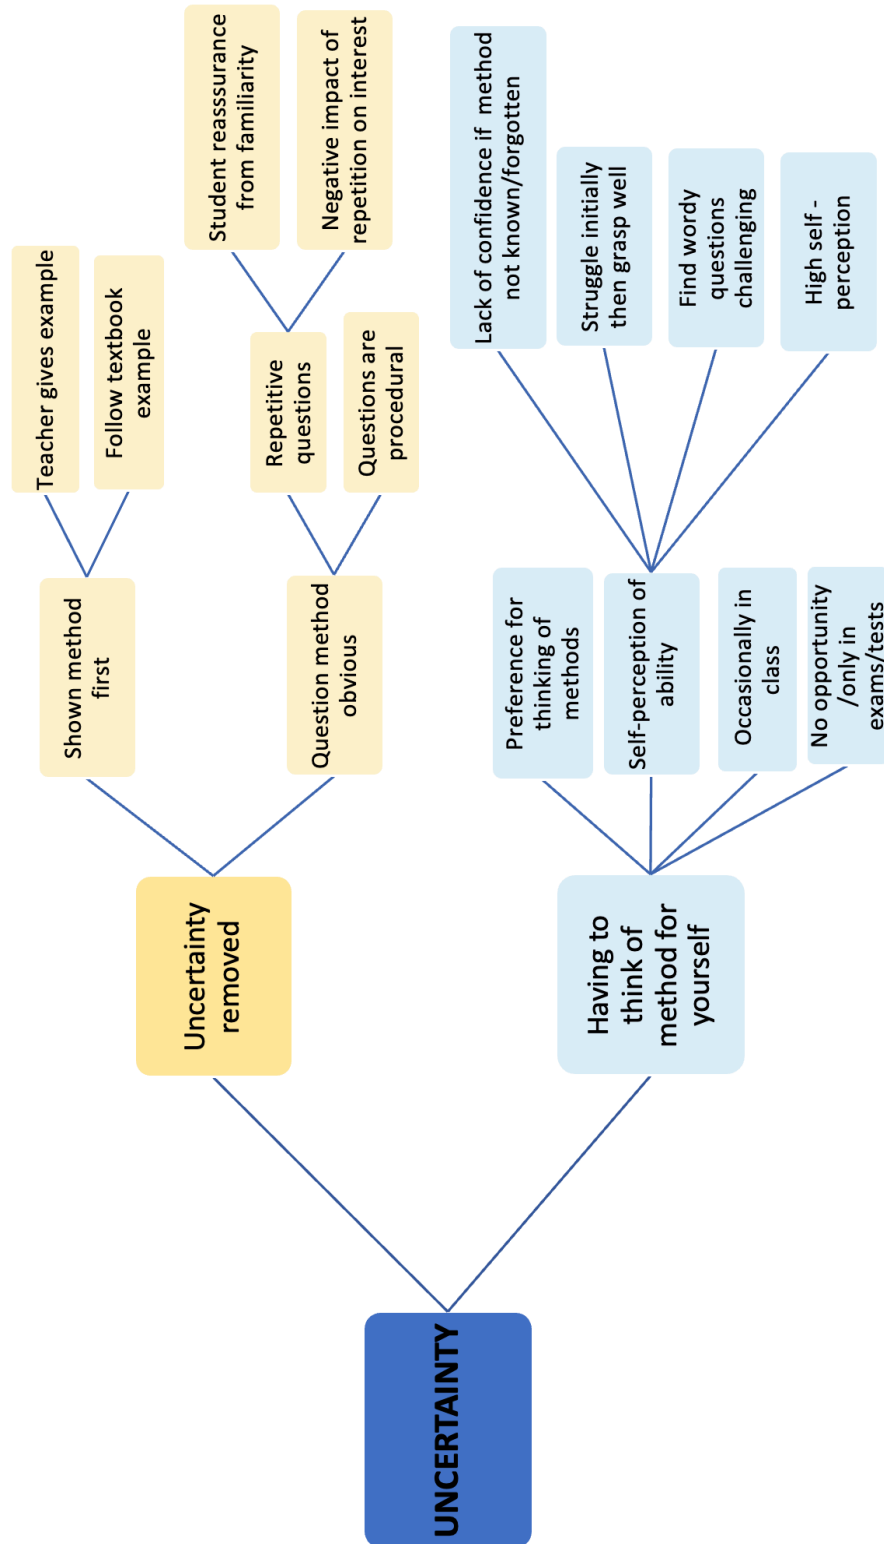 UNCERTAINTY
Uncertainty
removed
Shown method
first
Teacher gives example
Follow textbook
example
Question method
obvious
Repetitive
questions
Student reasssurance
from familiarity
Negative impact of
repetition on interest
Questions are
procedural
Having to
think of
method for
yourself
Preference for
thinking of
methods
Self-perception of
ability
Lack of confidence if method
not known/forgotten
Struggle initially
then grasp well
Find wordy
questions
challenging
High self -
perception
Occasionally in
class
No opportunity
/only in
exams/tests